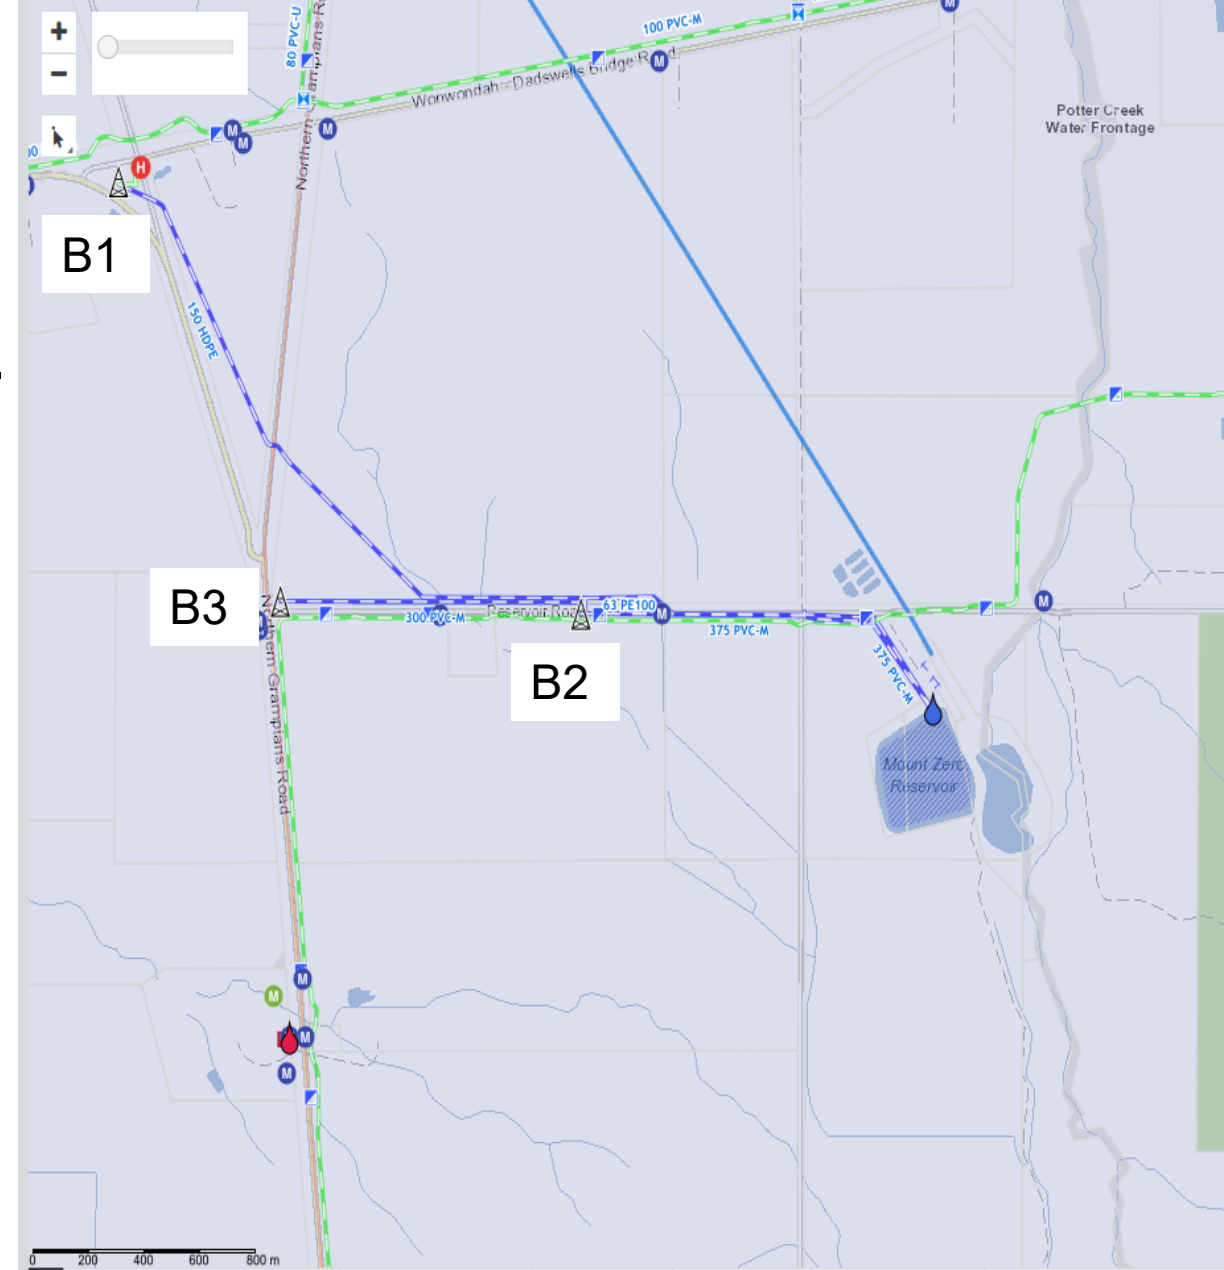 +
−
80 PVC-U
100 PVC-M
M
Wonwondah - Dadswells Bridge Road
M
Potter Creek
Water Frontage
M
M
M
H
B1
150 HDPE
B3
Reservoir Road
63 PE100
300 PVC-M
M
375 PVC-M
M
B2
375 PVC-M
Northern Grampians Road
Mount Zero
Reservoir
M
M
M
M
0 200 400 600 800 m